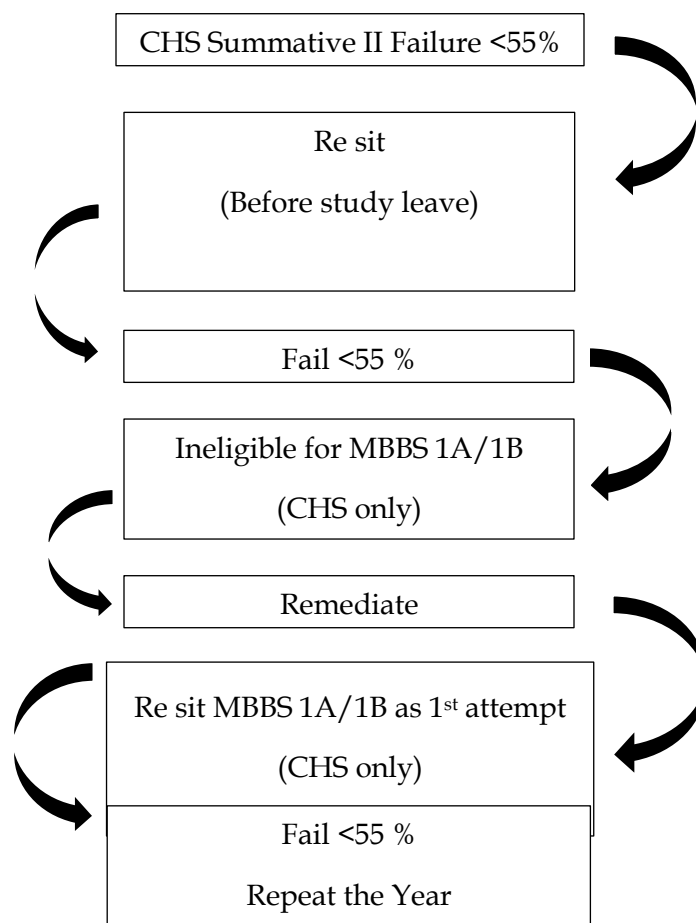 CHS Summative II Failure <55%
Re sit
(Before study leave)
Fail <55 %
Ineligible for MBBS 1A/1B
(CHS only)
Remediate
Re sit MBBS 1A/1B as 1st attempt
(CHS only)
Fail <55 %
Repeat the Year